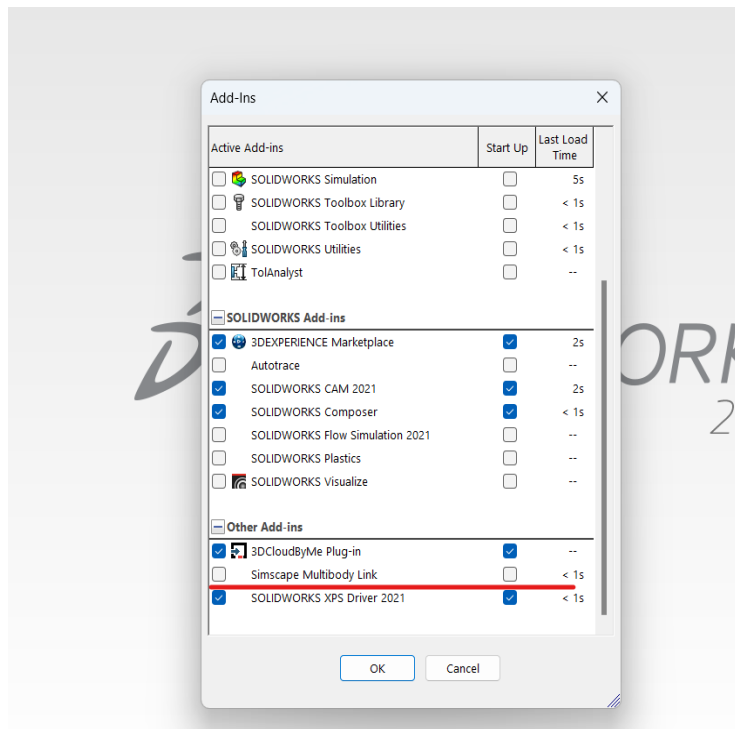 Add-Ins
Active Add-ins Start Up Last Load Time
SOLIDWORKS Simulation 5s
SOLIDWORKS Toolbox Library < 1s
SOLIDWORKS Toolbox Utilities < 1s
SOLIDWORKS Utilities < 1s
TolAnalyst --
SOLIDWORKS Add-ins
3DEXPERIENCE Marketplace 2s
Autotrace --
SOLIDWORKS CAM 2021 2s
SOLIDWORKS Composer < 1s
SOLIDWORKS Flow Simulation 2021 --
SOLIDWORKS Plastics --
SOLIDWORKS Visualize --
Other Add-ins
3DCloudByMe Plug-in --
Simscape Multibody Link < 1s
SOLIDWORKS XPS Driver 2021 < 1s
OK Cancel
ORK
2